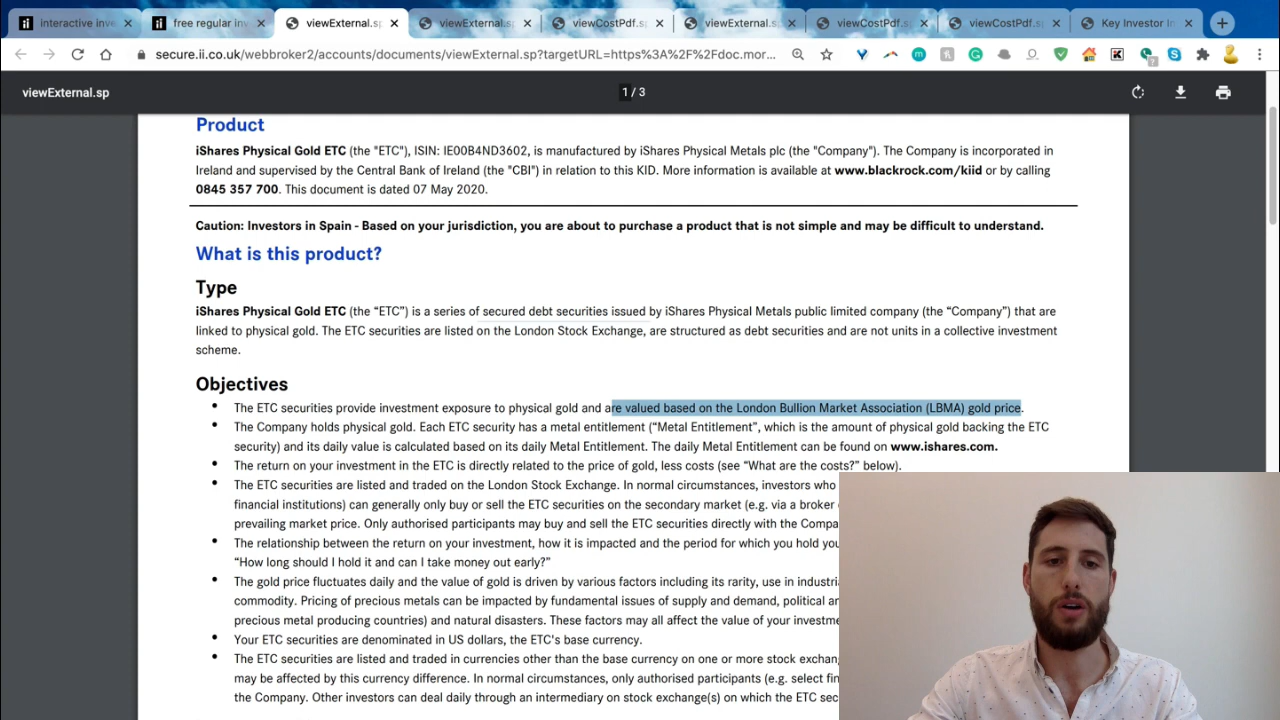 interactive inve
free regular inv
viewExternal.sp
viewExternal.sp
viewCostPdf.sp
viewExternal.sp
viewCostPdf.sp
viewCostPdf.sp
Key Investor In
secure.ii.co.uk/webbroker2/accounts/documents/viewExternal.sp?targetURL=https%3A%2F%2Fdoc.mor...
viewExternal.sp
1 / 3
Product
iShares Physical Gold ETC (the "ETC"), ISIN: IE00B4ND3602, is manufactured by iShares Physical Metals plc (the "Company"). The Company is incorporated in
Ireland and supervised by the Central Bank of Ireland (the "CBI") in relation to this KID. More information is available at www.blackrock.com/kiid or by calling
0845 357 700. This document is dated 07 May 2020.
Caution: Investors in Spain - Based on your jurisdiction, you are about to purchase a product that is not simple and may be difficult to understand.
What is this product?
Type
iShares Physical Gold ETC (the “ETC”) is a series of secured debt securities issued by iShares Physical Metals public limited company (the “Company”) that are
linked to physical gold. The ETC securities are listed on the London Stock Exchange, are structured as debt securities and are not units in a collective investment
scheme.
Objectives
• The ETC securities provide investment exposure to physical gold and are valued based on the London Bullion Market Association (LBMA) gold price.
• The Company holds physical gold. Each ETC security has a metal entitlement (“Metal Entitlement”, which is the amount of physical gold backing the ETC
security) and its daily value is calculated based on its daily Metal Entitlement. The daily Metal Entitlement can be found on www.ishares.com.
• The return on your investment in the ETC is directly related to the price of gold, less costs (see “What are the costs?” below).
• The ETC securities are listed and traded on the London Stock Exchange. In normal circumstances, investors who
financial institutions) can generally only buy or sell the ETC securities on the secondary market (e.g. via a broker
prevailing market price. Only authorised participants may buy and sell the ETC securities directly with the Compa
• The relationship between the return on your investment, how it is impacted and the period for which you hold you
“How long should I hold it and can I take money out early?”
• The gold price fluctuates daily and the value of gold is driven by various factors including its rarity, use in industria
commodity. Pricing of precious metals can be impacted by fundamental issues of supply and demand, political an
precious metal producing countries) and natural disasters. These factors may all affect the value of your investme
• Your ETC securities are denominated in US dollars, the ETC's base currency.
• The ETC securities are listed and traded in currencies other than the base currency on one or more stock exchan
may be affected by this currency difference. In normal circumstances, only authorised participants (e.g. select fin
the Company. Other investors can deal daily through an intermediary on stock exchange(s) on which the ETC sec